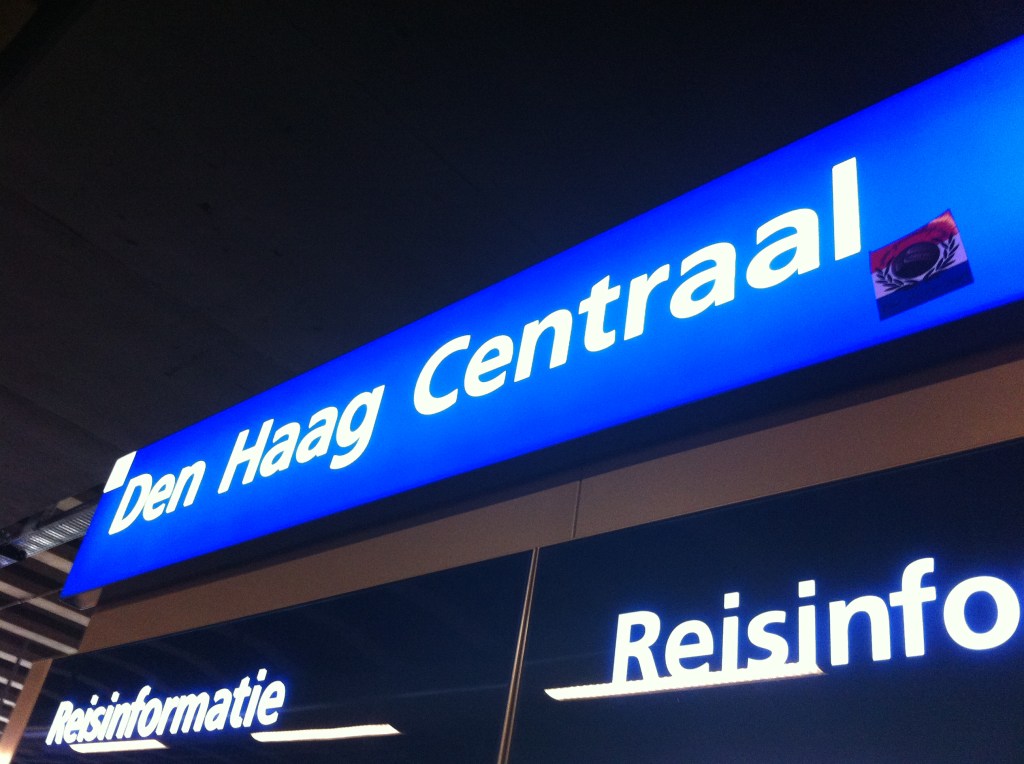 Den Haag Centraal
Reisinformatie
Reisinfo